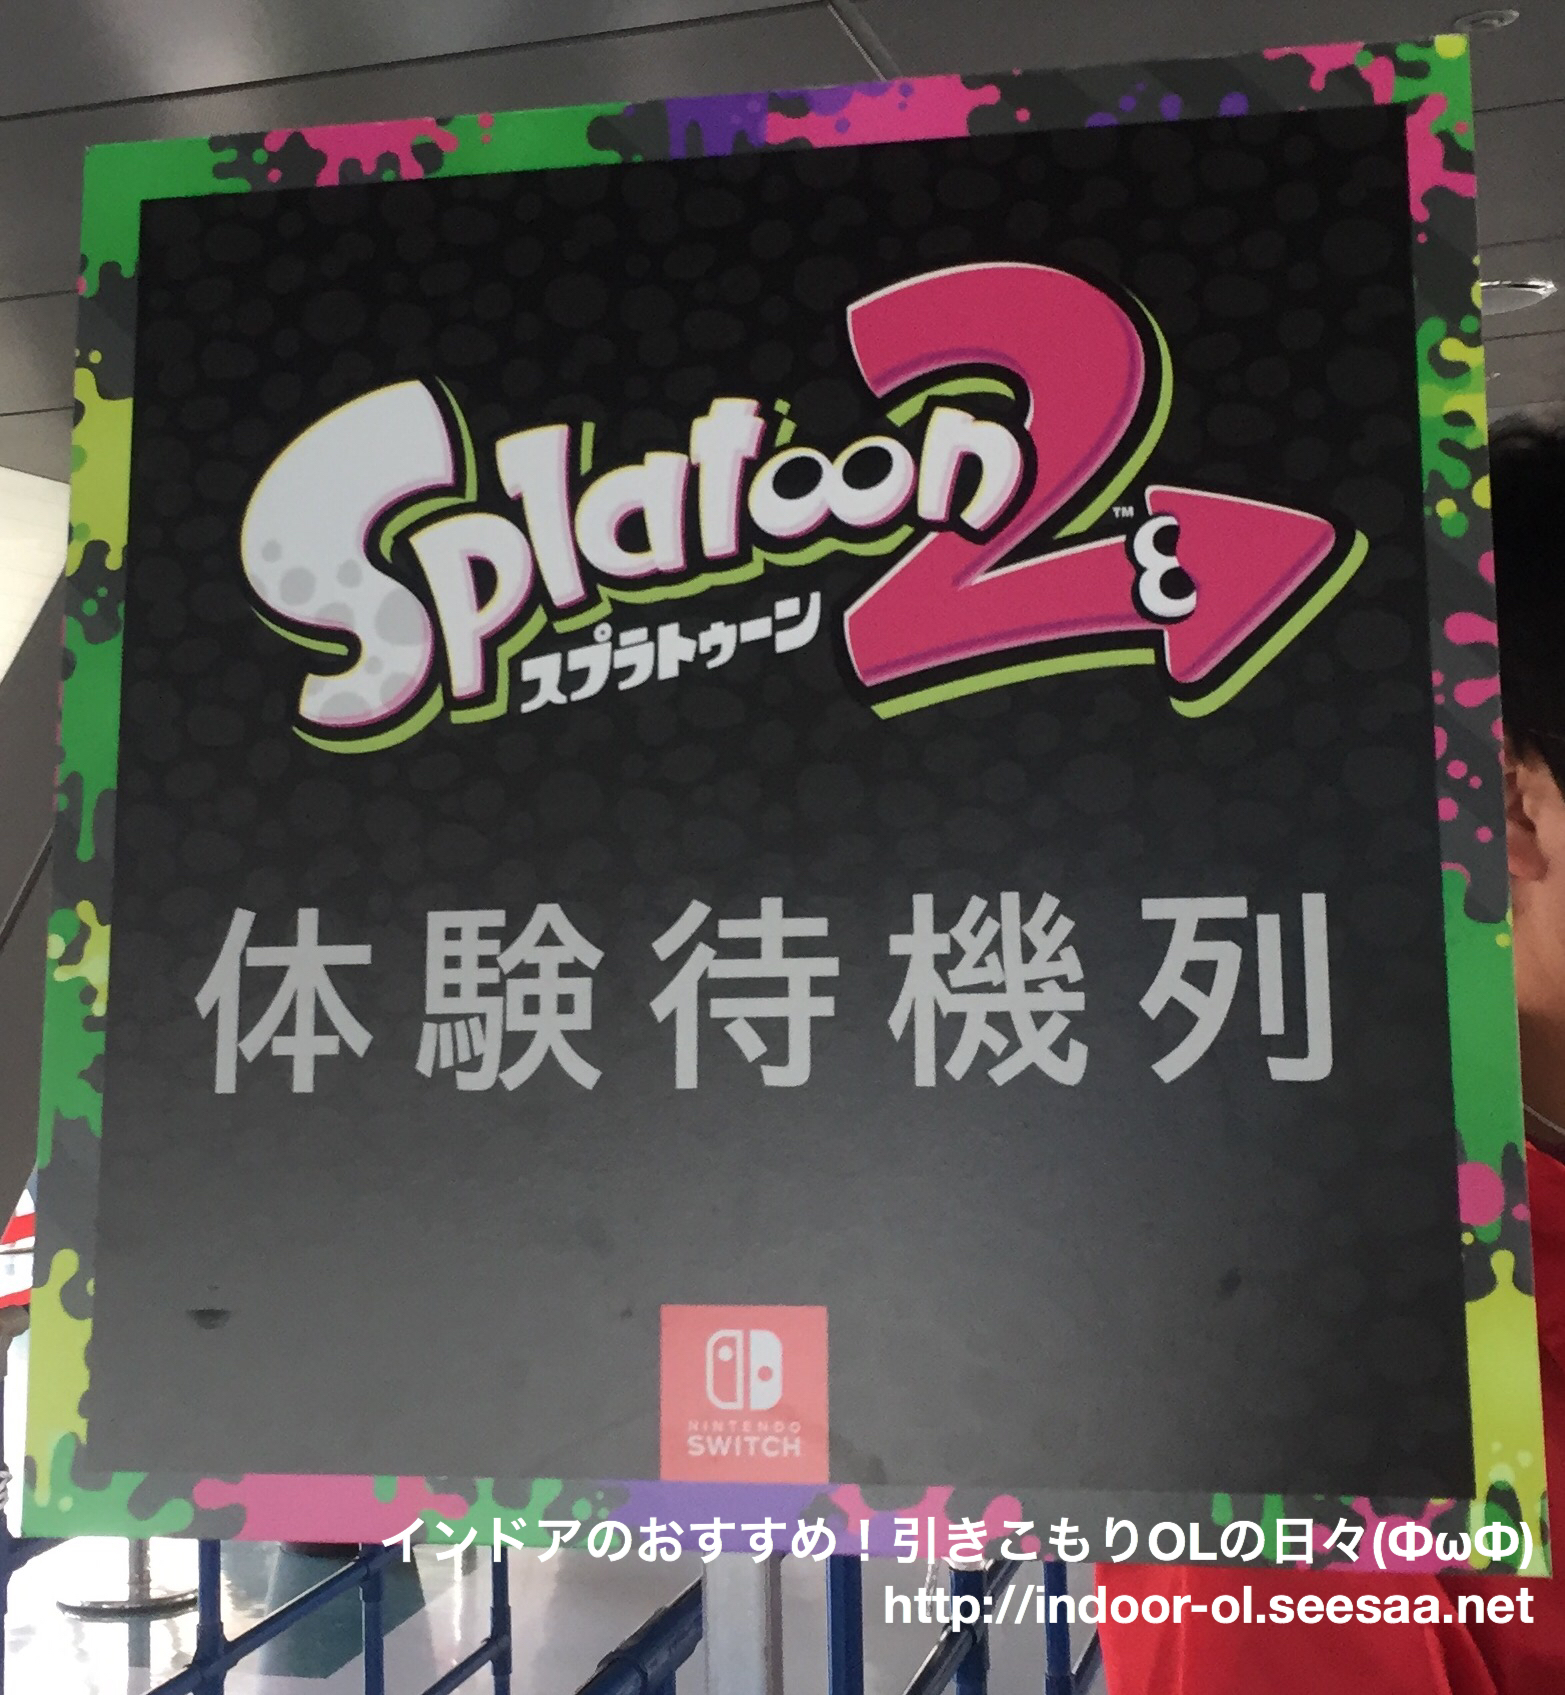 Splatoon2
TM
スプラトゥーン
体験待機列
NINTENDO
SWITCH
インドアのおすすめ！引きこもりOLの日々(ΦωΦ)
http://indoor-ol.seesaa.net